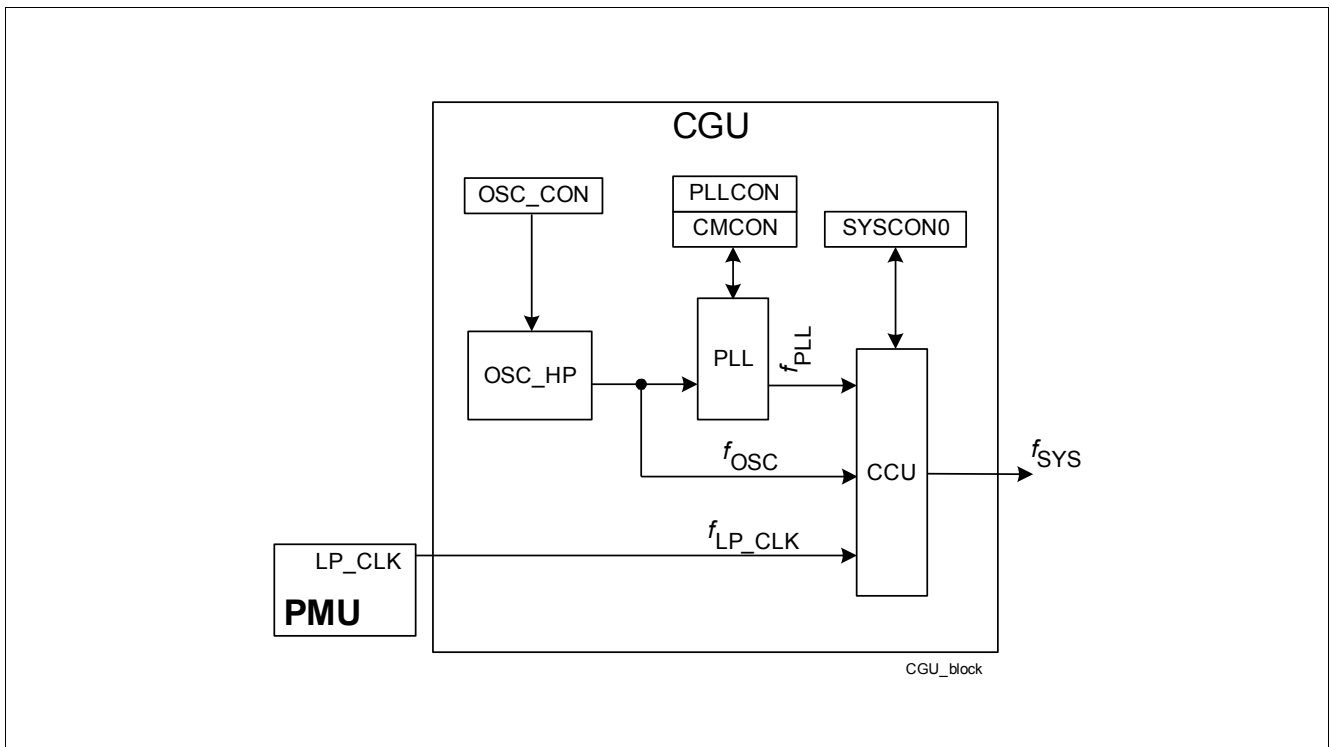 CGU
OSC_CON
PLLCON
CMCON
SYSCON0
OSC_HP
PLL
fPLL
fOSC
CCU
fSYS
fLP_CLK
LP_CLK
PMU
CGU_block